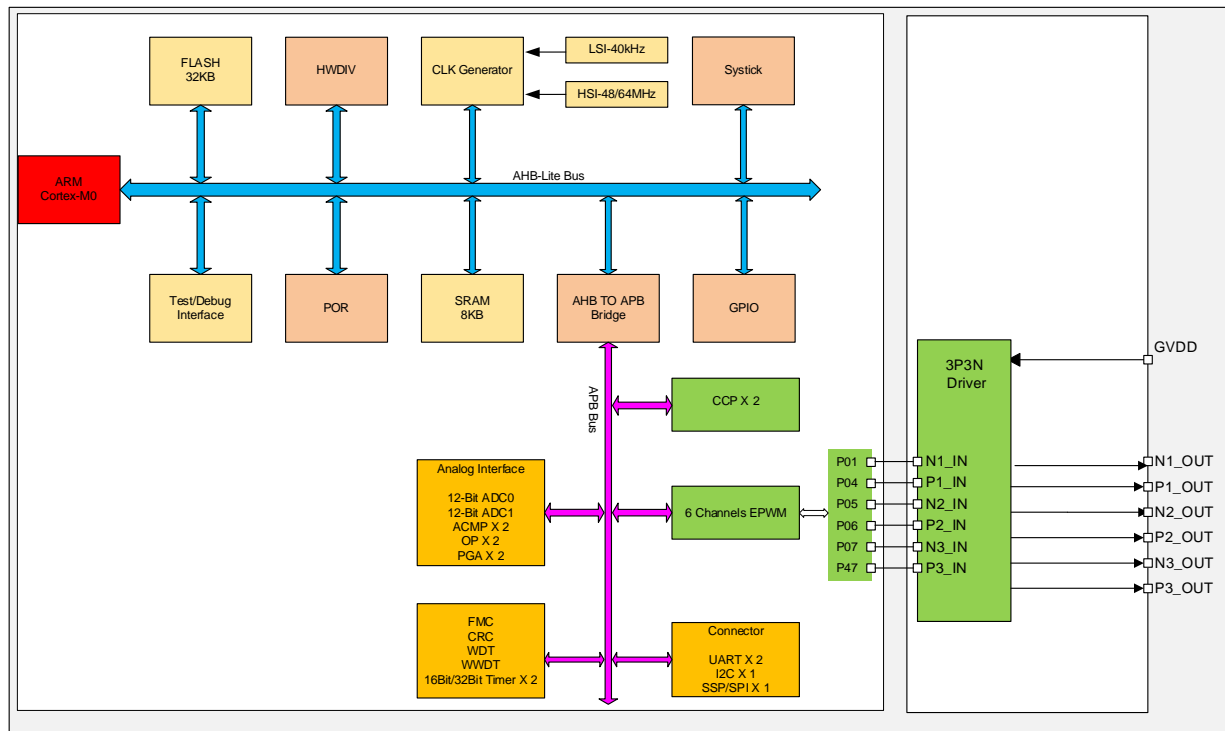 FLASH
32KB
HWDIV
CLK Generator
LSI-40kHz
HSI-48/64MHz
Systick
ARM
Cortex-M0
AHB-Lite Bus
Test/Debug
Interface
POR
SRAM
8KB
AHB TO APB
Bridge
GPIO
APB Bus
CCP X 2
Analog Interface
12-Bit ADC0
12-Bit ADC1
ACMP X 2
OP X 2
PGA X 2
6 Channels EPWM
FMC
CRC
WDT
WWDT
16Bit/32Bit Timer X 2
Connector
UART X 2
I2C X 1
SSP/SPI X 1
P01
P04
P05
P06
P07
P47
3P3N
Driver
N1_IN
P1_IN
N2_IN
P2_IN
N3_IN
P3_IN
GVDD
N1_OUT
P1_OUT
N2_OUT
P2_OUT
N3_OUT
P3_OUT